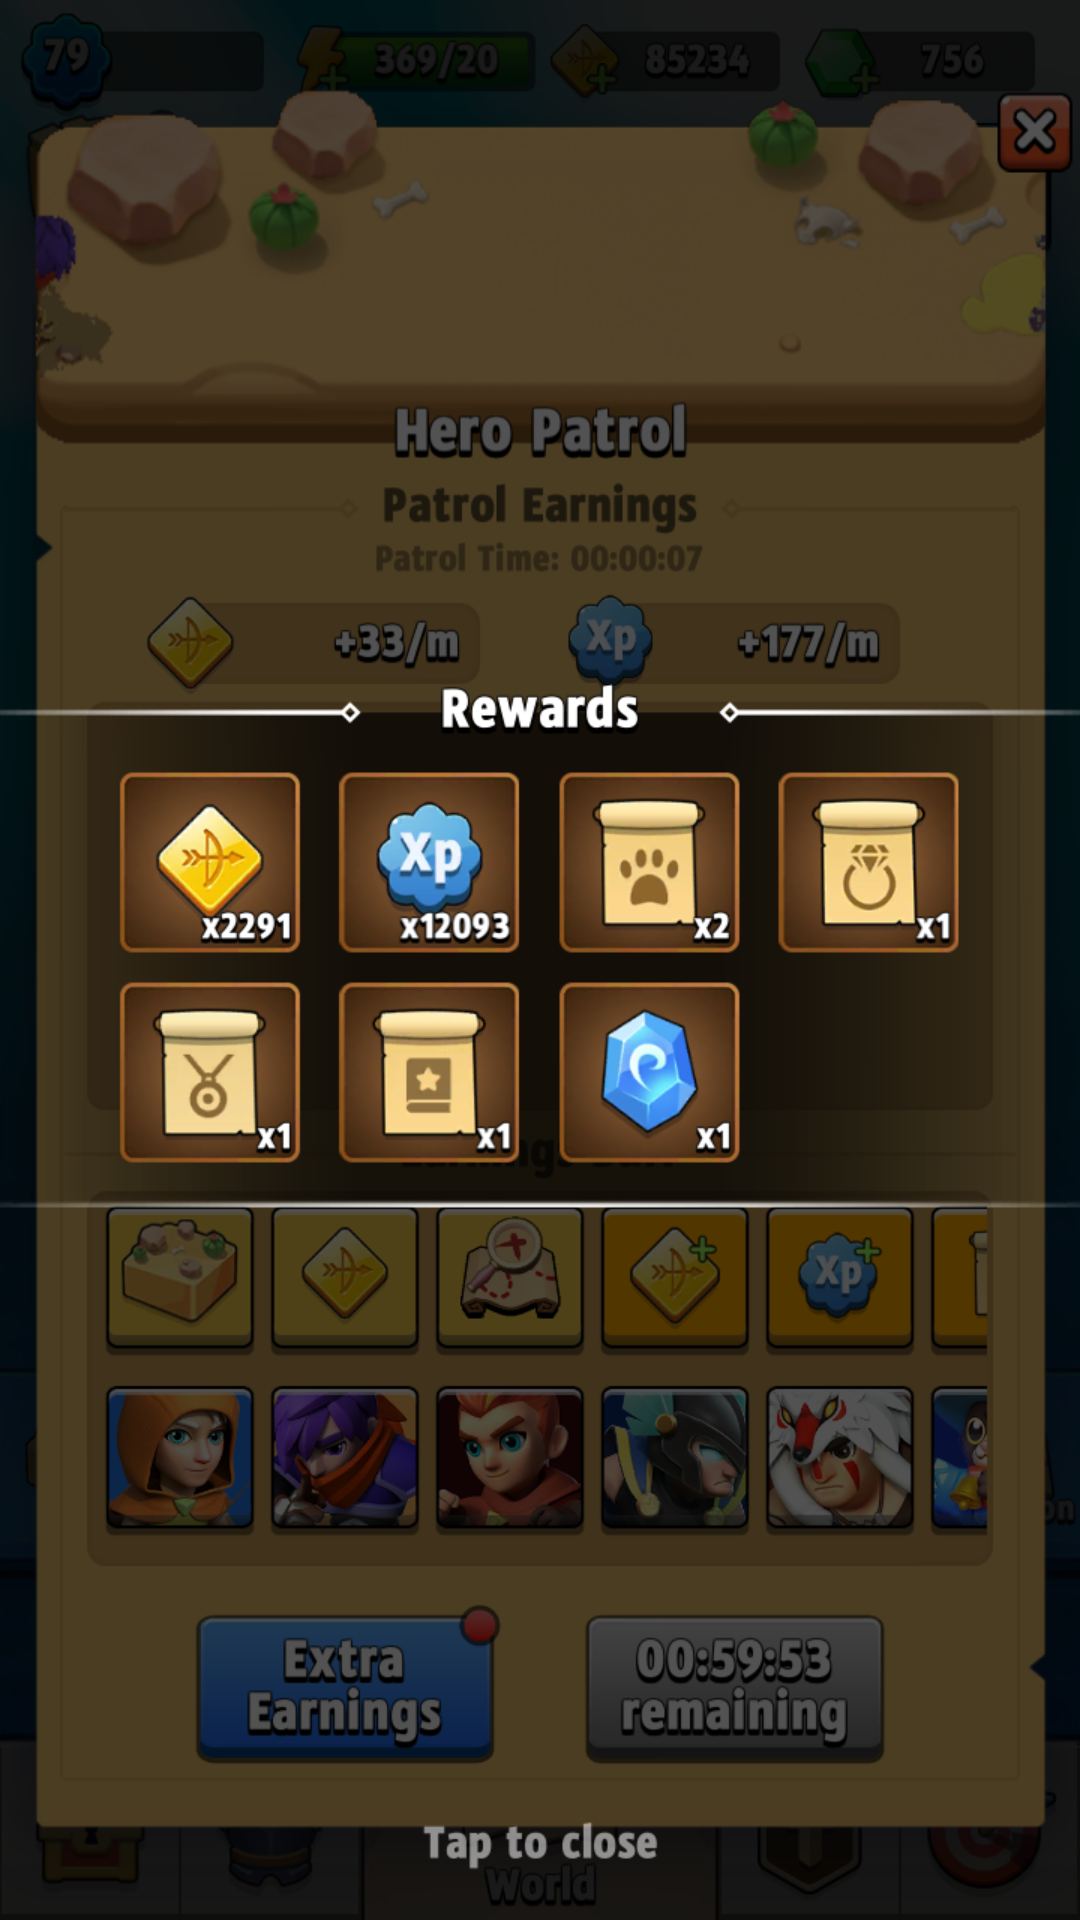 79
369/20
85234
756
Hero Patrol
Patrol Earnings
Patrol Time: 00:00:07
+33/m
Xp
+177/m
Rewards
x2291
Xp
x12093
x2
x1
x1
x1
x1
Xp
Extra
Earnings
00:59:53
remaining
Tap to close
World